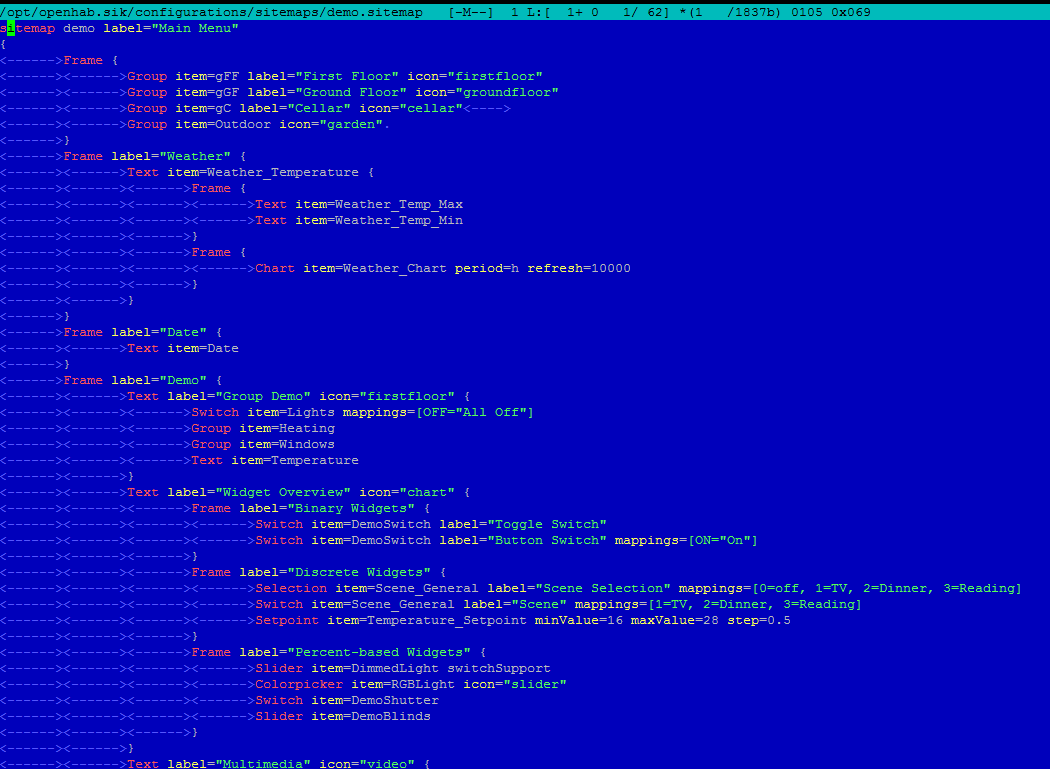 /opt/openhab.sik/configurations/sitemaps/demo.sitemap   [-M--]  1 L:[  1+ 0   1/ 62] *(1   /1837b) 0105 0x069
sitemap demo label="Main Menu"
{
<------>Frame {
<------><------>Group item=gFF label="First Floor" icon="firstfloor"
<------><------>Group item=gGF label="Ground Floor" icon="groundfloor"
<------><------>Group item=gC label="Cellar" icon="cellar"<---->
<------><------>Group item=Outdoor icon="garden".
<------>}
<------>Frame label="Weather" {
<------><------>Text item=Weather_Temperature {
<------><------><------>Frame {
<------><------><------><------>Text item=Weather_Temp_Max
<------><------><------><------>Text item=Weather_Temp_Min
<------><------><------>}
<------><------><------>Frame {
<------><------><------><------>Chart item=Weather_Chart period=h refresh=10000
<------><------><------>}
<------><------>}
<------>}
<------>Frame label="Date" {
<------><------>Text item=Date
<------>}
<------>Frame label="Demo" {
<------><------>Text label="Group Demo" icon="firstfloor" {
<------><------><------>Switch item=Lights mappings=[OFF="All Off"]
<------><------><------>Group item=Heating
<------><------><------>Group item=Windows
<------><------><------>Text item=Temperature
<------><------>}
<------><------>Text label="Widget Overview" icon="chart" {
<------><------><------>Frame label="Binary Widgets" {
<------><------><------><------>Switch item=DemoSwitch label="Toggle Switch"
<------><------><------><------>Switch item=DemoSwitch label="Button Switch" mappings=[ON="On"]
<------><------><------>}
<------><------><------>Frame label="Discrete Widgets" {
<------><------><------><------>Selection item=Scene_General label="Scene Selection" mappings=[0=off, 1=TV, 2=Dinner, 3=Reading]
<------><------><------><------>Switch item=Scene_General label="Scene" mappings=[1=TV, 2=Dinner, 3=Reading]
<------><------><------><------>Setpoint item=Temperature_Setpoint minValue=16 maxValue=28 step=0.5
<------><------><------>}
<------><------><------>Frame label="Percent-based Widgets" {
<------><------><------><------>Slider item=DimmedLight switchSupport
<------><------><------><------>Colorpicker item=RGBLight icon="slider"
<------><------><------><------>Switch item=DemoShutter
<------><------><------><------>Slider item=DemoBlinds
<------><------><------>}
<------><------>}
<------><------>Text label="Multimedia" icon="video" {